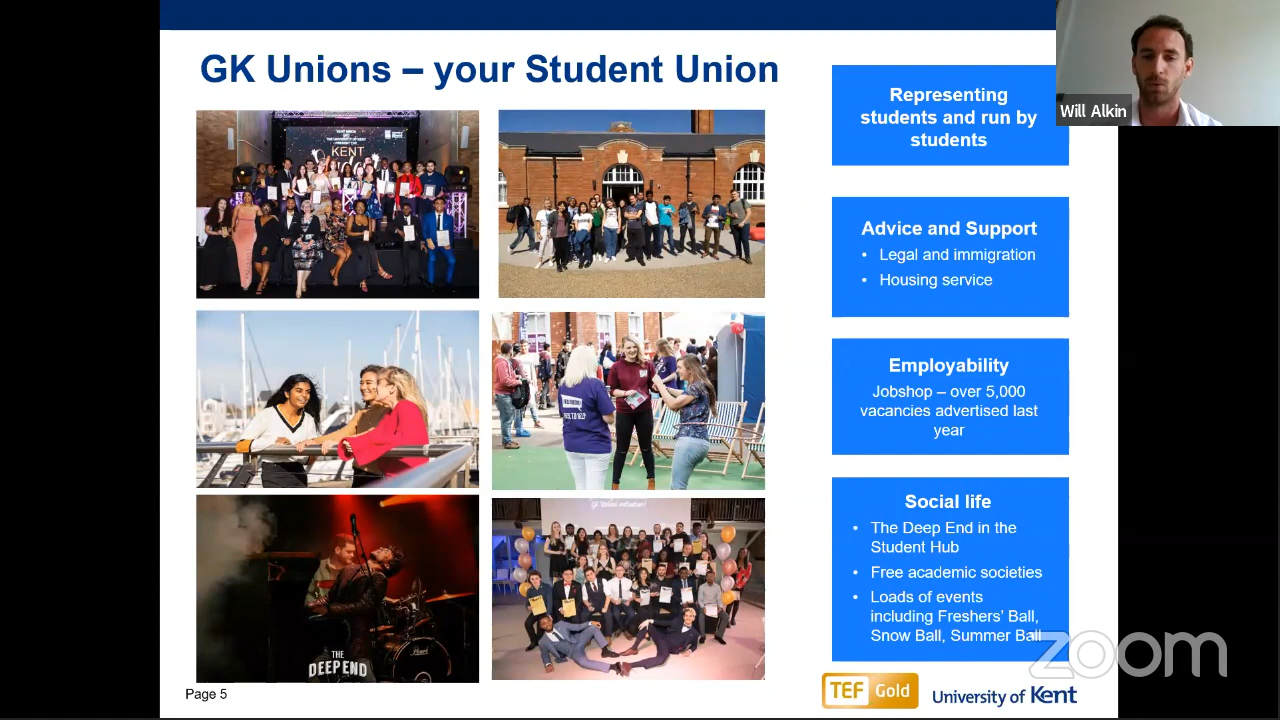 GK Unions – your Student Union
Representing
students and run by
students
Will Alkin
KENT
Advice and Support
• Legal and immigration
• Housing service
Employability
Jobshop – over 5,000
vacancies advertised last
year
Social life
• The Deep End in the
Student Hub
• Free academic societies
• Loads of events
including Freshers' Ball,
Snow Ball, Summer Ball
THE
DEEP END
zoom
Page 5
TEF Gold
University of Kent